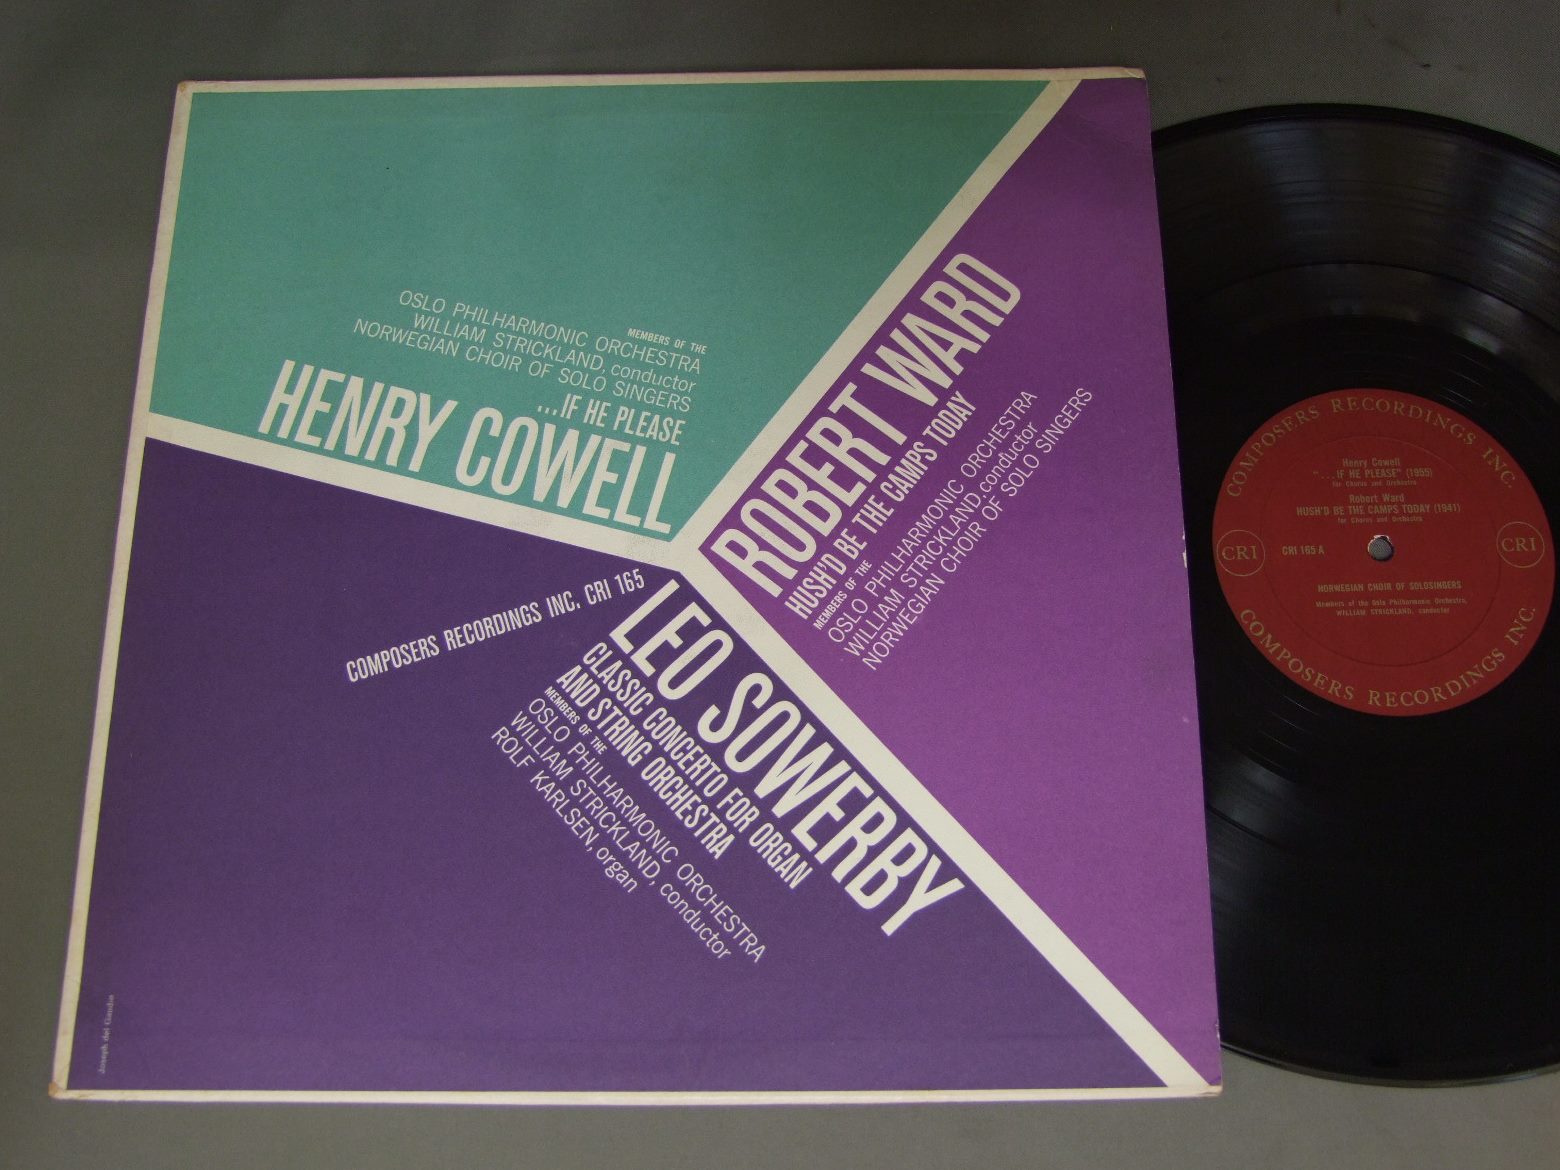 MEMBERS OF THE
OSLO PHILHARMONIC ORCHESTRA
WILLIAM STRICKLAND, conductor
NORWEGIAN CHOIR OF SOLO SINGERS
...IF HE PLEASE
HENRY COWELL
ROBERT WARD
HUSH'D BE THE CAMPS TODAY
MEMBERS OF THE
OSLO PHILHARMONIC ORCHESTRA
WILLIAM STRICKLAND, conductor
NORWEGIAN CHOIR OF SOLO SINGERS
COMPOSERS RECORDINGS INC. CRI 165
LEO SOWERBY
CLASSIC CONCERTO FOR ORGAN
AND STRING ORCHESTRA
MEMBERS OF THE
OSLO PHILHARMONIC ORCHESTRA
WILLIAM STRICKLAND, conductor
ROLF KARLSEN, organ
Joseph del Gaudio
COMPOSERS RECORDINGS INC.
Henry Cowell
"...IF HE PLEASE" (1955)
for Chorus and Orchestra
Robert Ward
HUSH'D BE THE CAMPS TODAY (1941)
for Chorus and Orchestra
CRI
CRI 165 A
CRI
NORWEGIAN CHOIR OF SOLOSINGERS
Members of the Oslo Philharmonic Orchestra,
WILLIAM STRICKLAND, conductor
COMPOSERS RECORDINGS INC.